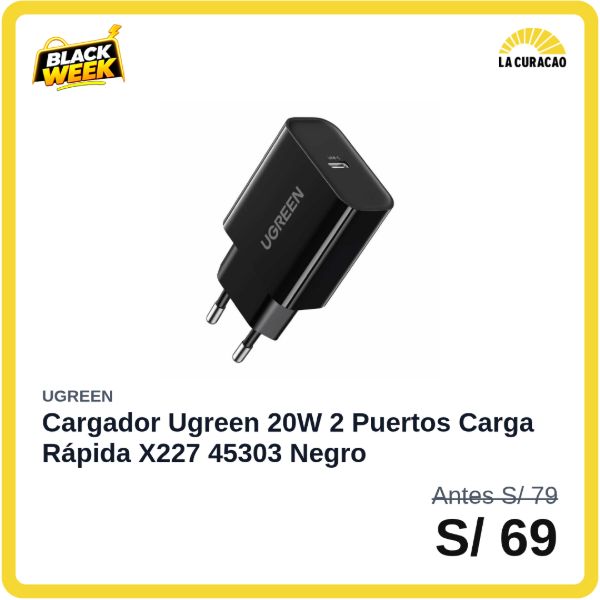 BLACK
WEEK
LA CURACAO
USB-C
UGREEN
UGREEN
Cargador Ugreen 20W 2 Puertos Carga
Rápida X227 45303 Negro
Antes S/ 79
S/ 69